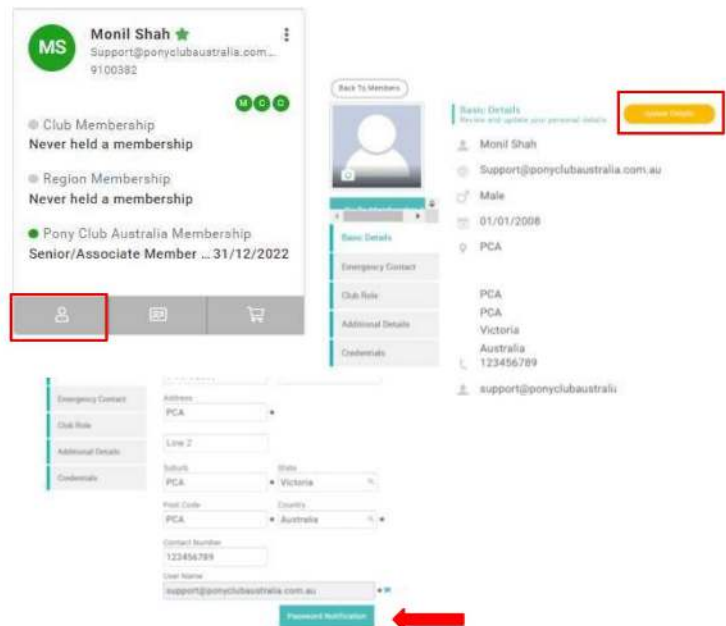 MS
Monil Shah
Support@ponyclubaustralia.com...
9100382
M C O
Club Membership
Never held a membership
Region Membership
Never held a membership
Pony Club Australia Membership
Senior/Associate Member ... 31/12/2022
Back To Members
Basic Details
Emergency Contact
Club Role
Additional Details
Credentials
Basic Details
Review and update your personal details
Update Details
Monil Shah
Support@ponyclubaustralia.com.au
Male
01/01/2008
PCA
PCA
PCA
Victoria
Australia
123456789
support@ponyclubaustrali
Emergency Contact
Club Role
Additional Details
Credentials
Address
PCA
Line 2
Suburb
State
PCA
Victoria
Post Code
Country
PCA
Australia
Contact Number
123456789
User Name
support@ponyclubaustralia.com.au
Password Notification